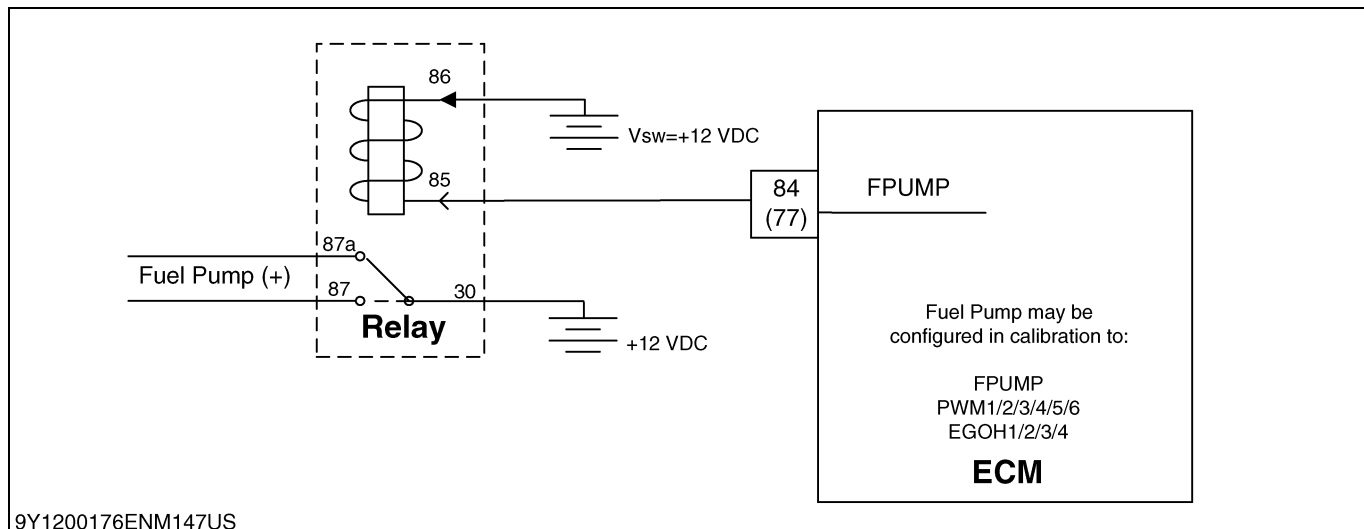 86
Vsw=+12 VDC
85
84
(77)
FPUMP
87a
Fuel Pump (+)
87
30
Relay
+12 VDC
Fuel Pump may be
configured in calibration to:
FPUMP
PWM1/2/3/4/5/6
EGOH1/2/3/4
ECM
9Y1200176ENM147US